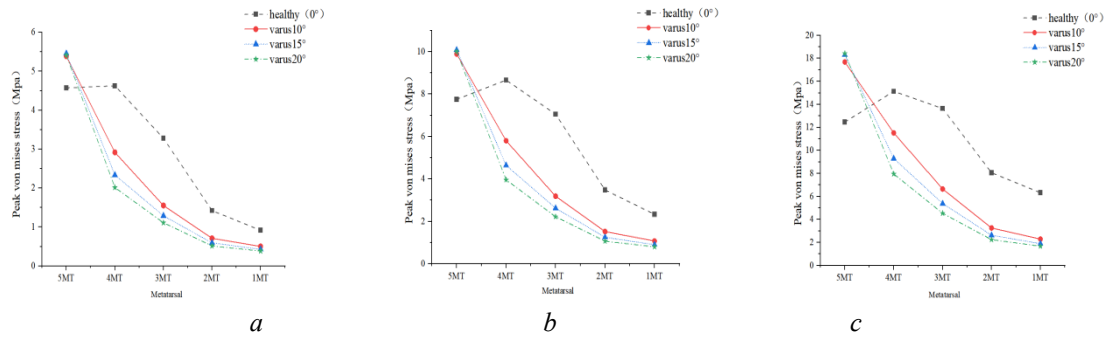 healthy（0°）
varus10°
varus15°
varus20°
Peak von mises stress（Mpa）
6
5
4
3
2
1
0
5MT 4MT 3MT 2MT 1MT
Metatarsal
a
healthy（0°）
varus10°
varus15°
varus20°
Peak von mises stress（Mpa）
10
8
6
4
2
0
5MT 4MT 3MT 2MT 1MT
Metatarsal
b
healthy（0°）
varus10°
varus15°
varus20°
Peak von mises stress（Mpa）
20
18
16
14
12
10
8
6
4
2
0
5MT 4MT 3MT 2MT 1MT
Metatarsal
c